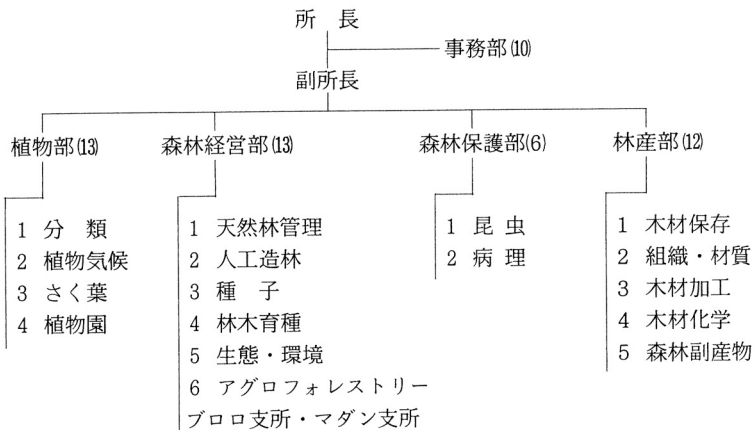 所　長
事務部(10)
副所長
植物部(13)
1 分　類
2 植物気候
3 さく葉
4 植物園
森林経営部(13)
1 天然林管理
2 人工造林
3 種　子
4 林木育種
5 生態・環境
6 アグロフォレストリー
ブロロ支所・マダン支所
森林保護部(6)
1 昆 虫
2 病 理
林産部(12)
1 木材保存
2 組織・材質
3 木材加工
4 木材化学
5 森林副産物